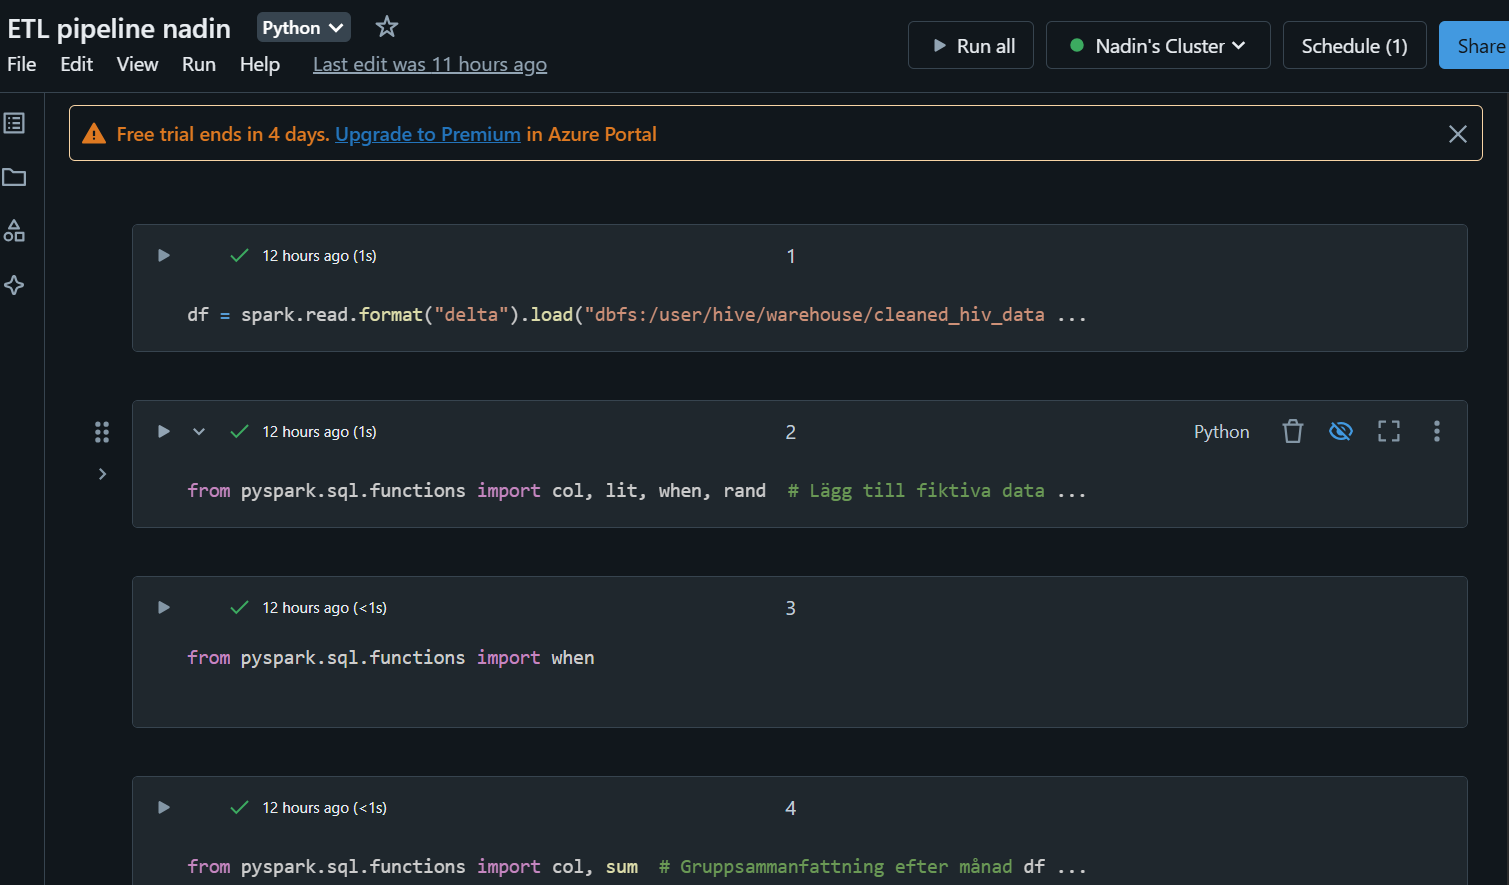 ETL pipeline nadin Python
File Edit View Run Help Last edit was 11 hours ago
Run all Nadin's Cluster Schedule (1) Share
Free trial ends in 4 days. Upgrade to Premium in Azure Portal
12 hours ago (1s) 1
df = spark.read.format("delta").load("dbfs:/user/hive/warehouse/cleaned_hiv_data ...
12 hours ago (1s) 2 Python
from pyspark.sql.functions import col, lit, when, rand # Lägg till fiktiva data ...
12 hours ago (<1s) 3
from pyspark.sql.functions import when
12 hours ago (<1s) 4
from pyspark.sql.functions import col, sum # Gruppsammanfattning efter månad df ...